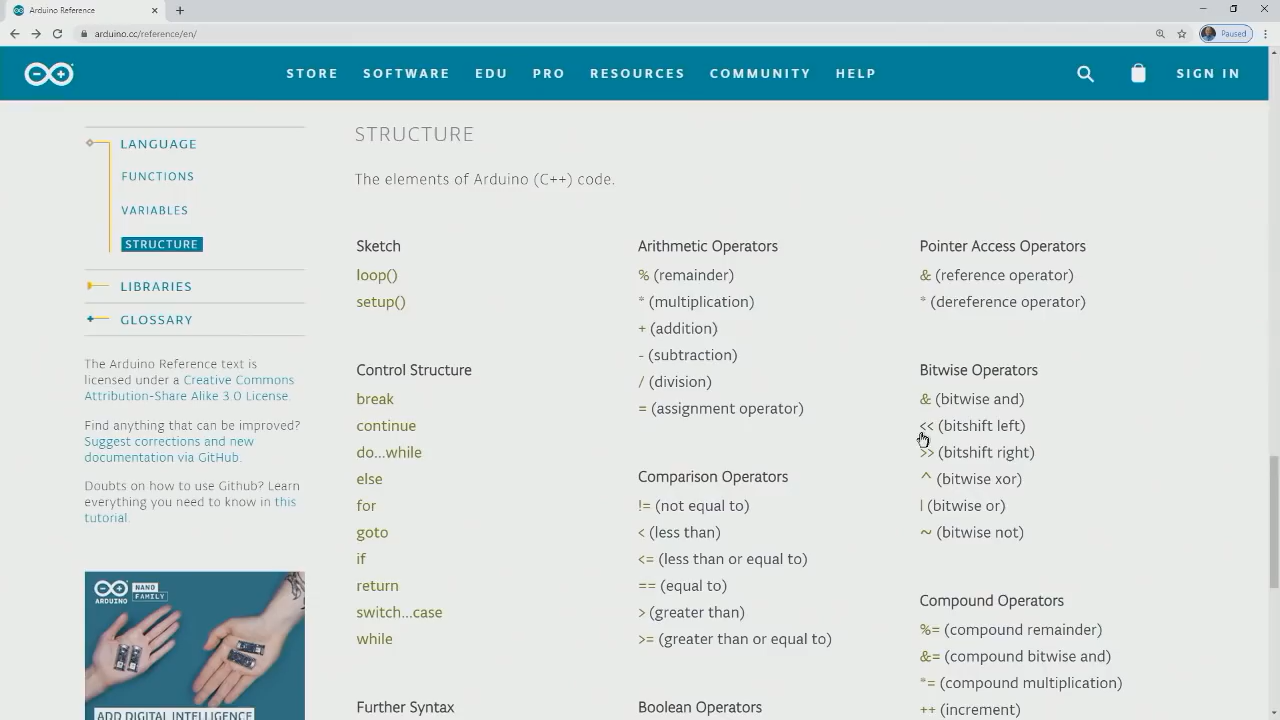 Arduino Reference
arduino.cc/reference/en/
Paused
STORE SOFTWARE EDU PRO RESOURCES COMMUNITY HELP
SIGN IN
LANGUAGE
FUNCTIONS
VARIABLES
STRUCTURE
LIBRARIES
GLOSSARY
The Arduino Reference text is
licensed under a Creative Commons
Attribution-Share Alike 3.0 License.
Find anything that can be improved?
Suggest corrections and new
documentation via GitHub.
Doubts on how to use Github? Learn
everything you need to know in this
tutorial.
ARDUINO
NANO
FAMILY
ADD DIGITAL INTELLIGENCE
STRUCTURE
The elements of Arduino (C++) code.
Sketch
loop()
setup()
Control Structure
break
continue
do...while
else
for
goto
if
return
switch...case
while
Further Syntax
Arithmetic Operators
% (remainder)
* (multiplication)
+ (addition)
- (subtraction)
/ (division)
= (assignment operator)
Comparison Operators
!= (not equal to)
< (less than)
<= (less than or equal to)
== (equal to)
> (greater than)
>= (greater than or equal to)
Boolean Operators
Pointer Access Operators
& (reference operator)
* (dereference operator)
Bitwise Operators
& (bitwise and)
<< (bitshift left)
>> (bitshift right)
^ (bitwise xor)
| (bitwise or)
~ (bitwise not)
Compound Operators
%= (compound remainder)
&= (compound bitwise and)
*= (compound multiplication)
++ (increment)